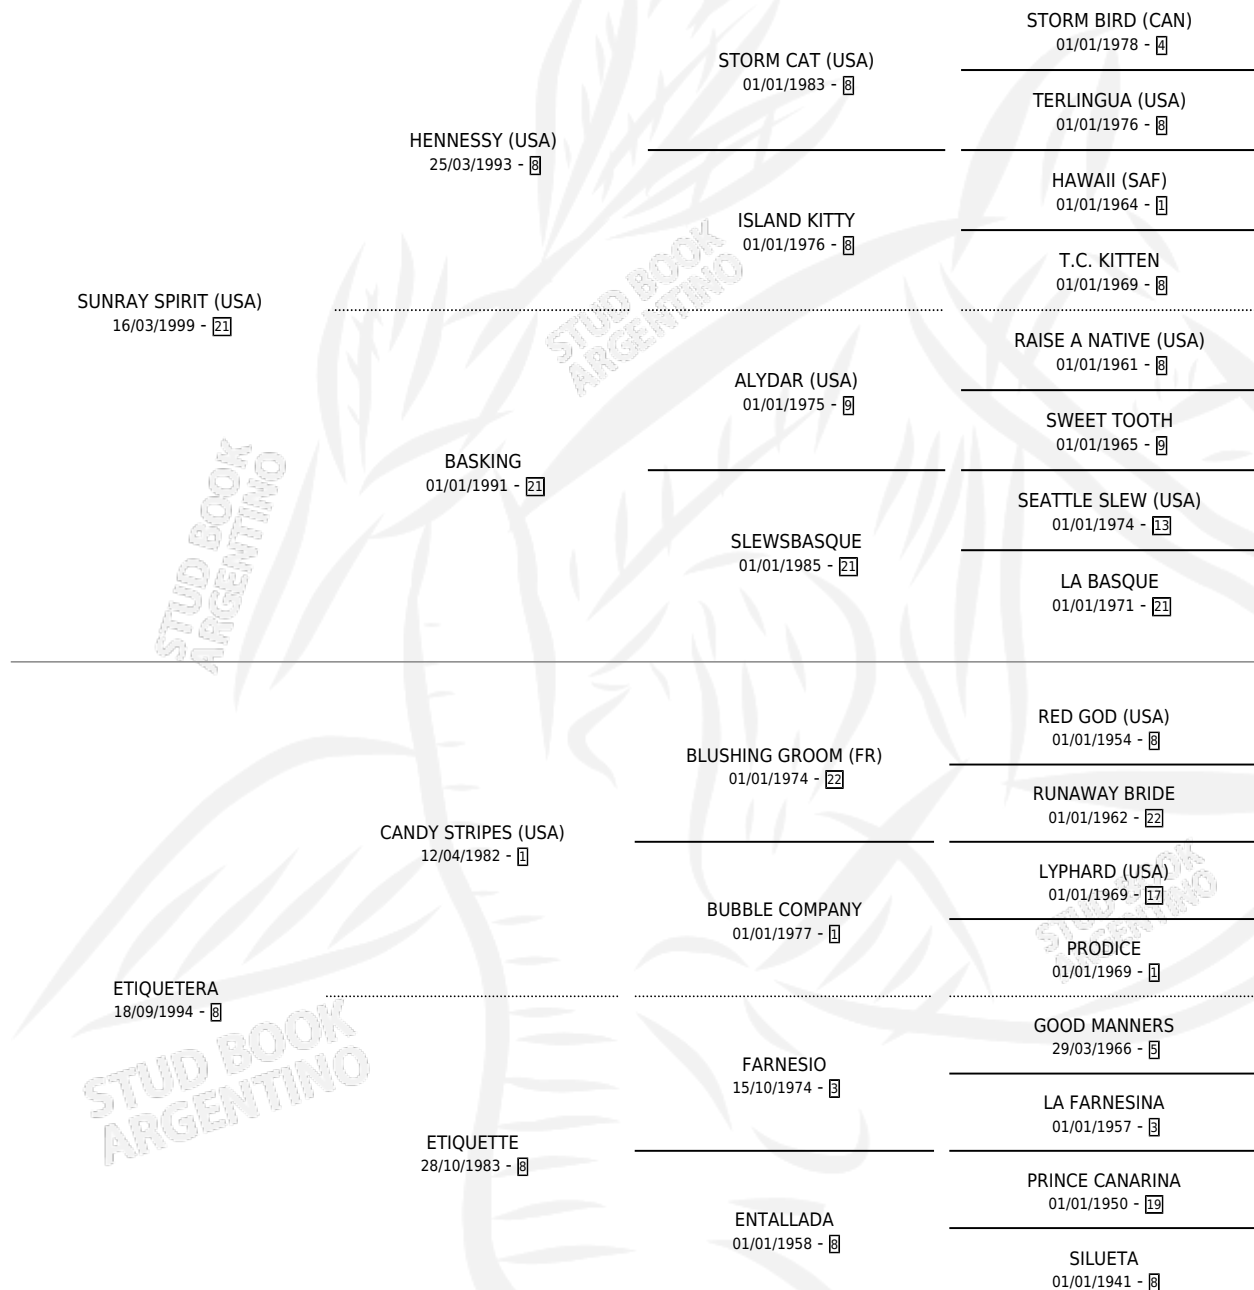 STORM BIRD (CAN)
01/01/1978 - 4
STORM CAT (USA)
01/01/1983 - 8
TERLINGUA (USA)
01/01/1976 - 8
HENNESSY (USA)
25/03/1993 - 8
HAWAII (SAF)
01/01/1964 - 1
ISLAND KITTY
01/01/1976 - 8
T.C. KITTEN
01/01/1969 - 8
SUNRAY SPIRIT (USA)
16/03/1999 - 21
RAISE A NATIVE (USA)
01/01/1961 - 8
ALYDAR (USA)
01/01/1975 - 9
SWEET TOOTH
01/01/1965 - 9
BASKING
01/01/1991 - 21
SEATTLE SLEW (USA)
01/01/1974 - 13
SLEWSBASQUE
01/01/1985 - 21
LA BASQUE
01/01/1971 - 21
RED GOD (USA)
01/01/1954 - 8
BLUSHING GROOM (FR)
01/01/1974 - 22
RUNAWAY BRIDE
01/01/1962 - 22
CANDY STRIPES (USA)
12/04/1982 - 1
LYPHARD (USA)
01/01/1969 - 17
BUBBLE COMPANY
01/01/1977 - 1
PRODICE
01/01/1969 - 1
ETIQUETERA
18/09/1994 - 8
GOOD MANNERS
29/03/1966 - 5
FARNESIO
15/10/1974 - 3
LA FARNESINA
01/01/1957 - 3
ETIQUETTE
28/10/1983 - 8
PRINCE CANARINA
01/01/1950 - 19
ENTALLADA
01/01/1958 - 8
SILUETA
01/01/1941 - 8
STUD BOOK
ARGENTINO
STUD BOOK
ARGENTINO
STUD BOOK
ARGENTINO
STUD BOOK
ARGENTINO